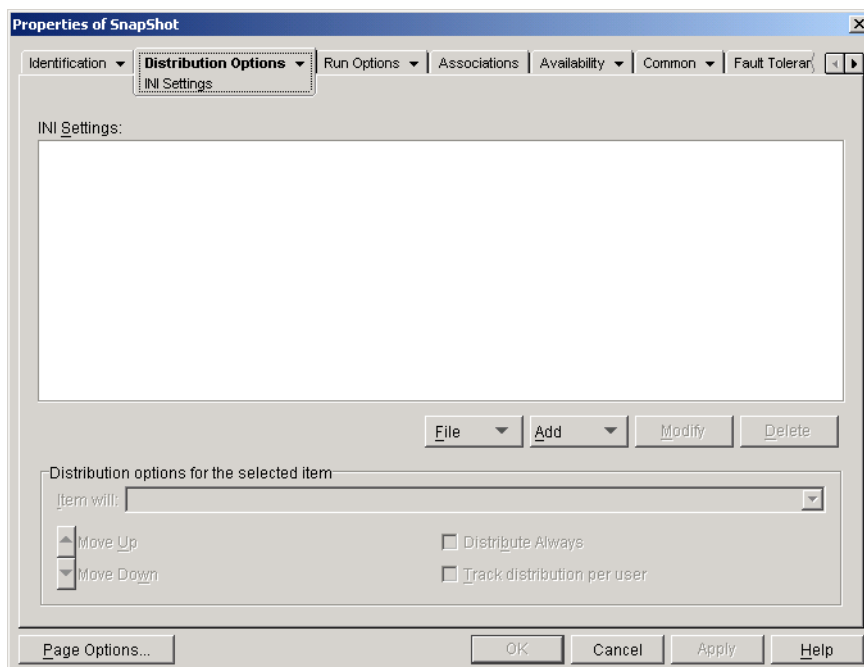 Properties of SnapShot
Identification Distribution Options Run Options Associations Availability Common Fault Toleran
INI Settings
INI Settings:
File Add Modify Delete
Distribution options for the selected item
Item will:
Move Up Distribute Always
Move Down Track distribution per user
Page Options... OK Cancel Apply Help